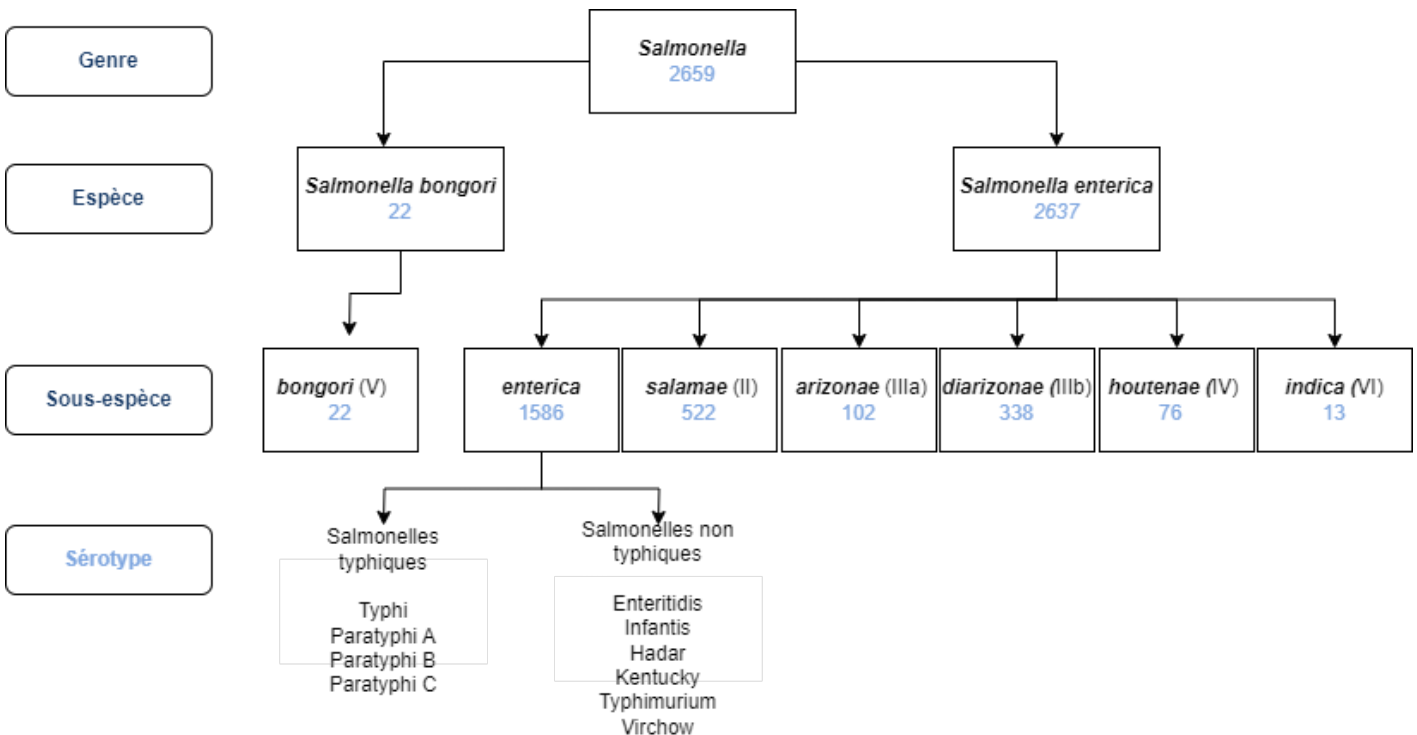 Genre
Salmonella
2659
Espèce
Salmonella bongori
22
Salmonella enterica
2637
Sous-espèce
bongori (V)
22
enterica
1586
salamae (II)
522
arizonae (IIIa)
102
diarizonae (IIIb)
338
houtenae (IV)
76
indica (VI)
13
Sérotype
Salmonelles
typhiques
Typhi
Paratyphi A
Paratyphi B
Paratyphi C
Salmonelles non
typhiques
Enteritidis
Infantis
Hadar
Kentucky
Typhimurium
Virchow